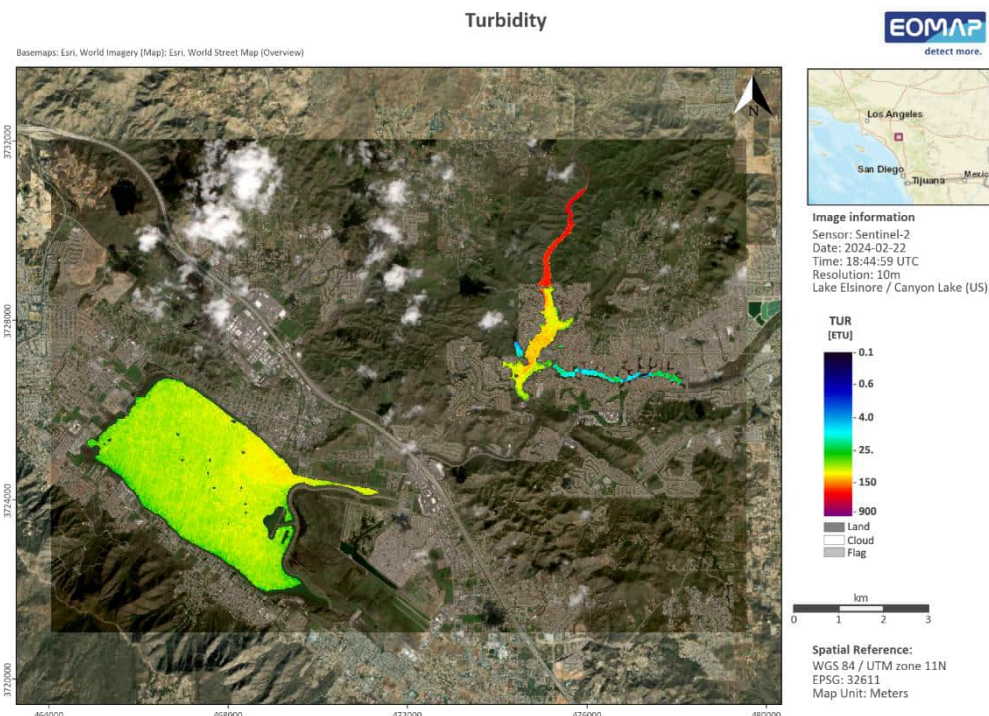 Turbidity
EOMAP
detect more.
Basemaps: Esri, World Imagery (Map); Esri, World Street Map (Overview)
N
3732000
3728000
3724000
3720000
464000
468000
472000
476000
480000
Los Angeles
San Diego
Tijuana
Mexic
Image information
Sensor: Sentinel-2
Date: 2024-02-22
Time: 18:44:59 UTC
Resolution: 10m
Lake Elsinore / Canyon Lake (US)
TUR
[ETU]
0.1
0.6
4.0
25.
150
900
Land
Cloud
Flag
km
0 1 2 3
Spatial Reference:
WGS 84 / UTM zone 11N
EPSG: 32611
Map Unit: Meters